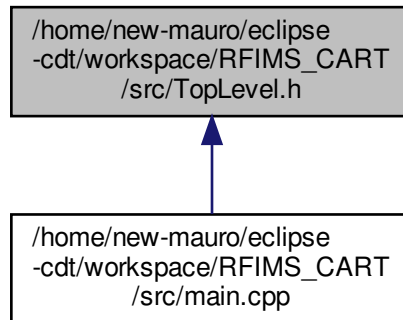 /home/new-mauro/eclipse
-cdt/workspace/RFIMS_CART
/src/TopLevel.h
/home/new-mauro/eclipse
-cdt/workspace/RFIMS_CART
/src/main.cpp